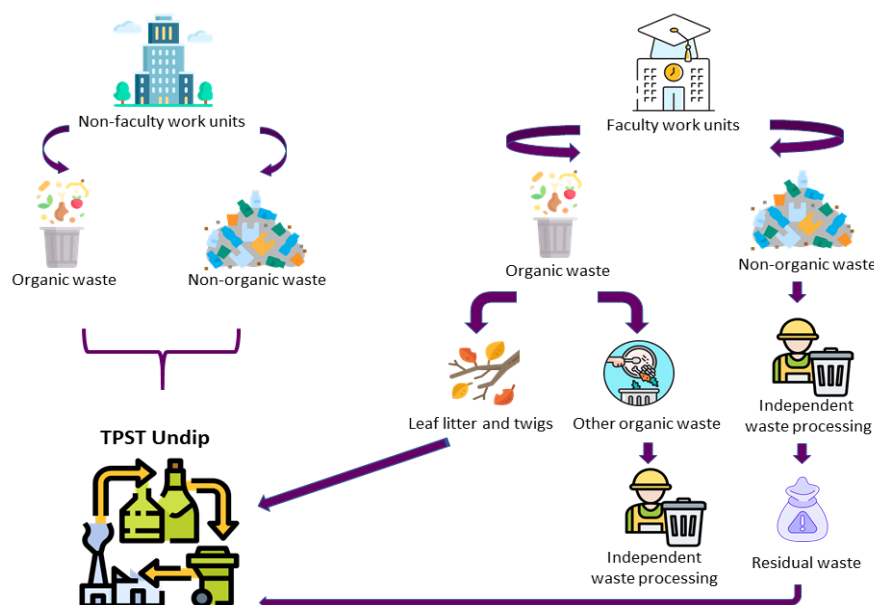 Non-faculty work units
Faculty work units
Organic waste
Non-organic waste
Organic waste
Non-organic waste
Leaf litter and twigs
Other organic waste
Independent
waste processing
TPST Undip
Independent
waste processing
Residual waste